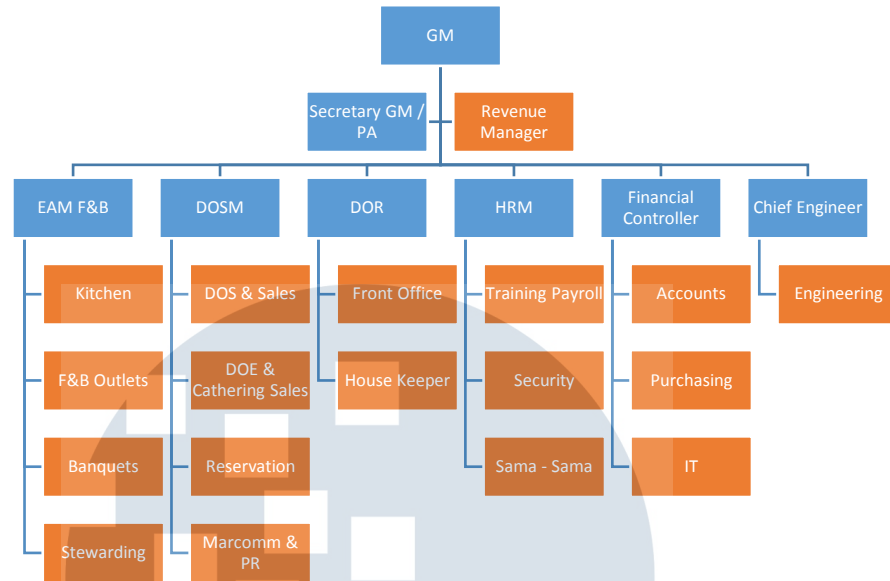 GM
Secretary GM /
PA
Revenue
Manager
EAM F&B
DOSM
DOR
HRM
Financial
Controller
Chief Engineer
Kitchen
DOS & Sales
Front Office
Training Payroll
Accounts
Engineering
F&B Outlets
DOE &
Cathering Sales
House Keeper
Security
Purchasing
Banquets
Reservation
Sama - Sama
IT
Stewarding
Marcomm &
PR